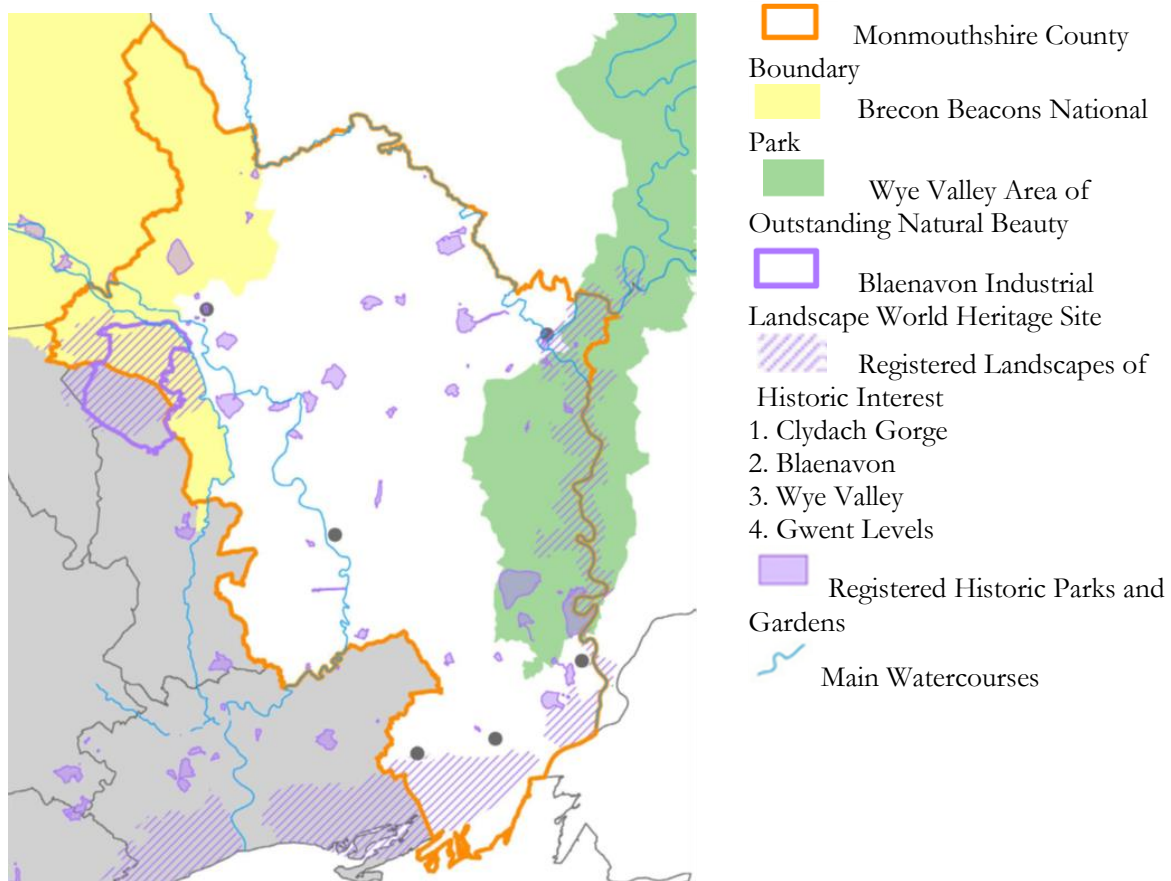 Monmouthshire County
Boundary
Brecon Beacons National
Park
Wye Valley Area of
Outstanding Natural Beauty
Blaenavon Industrial
Landscape World Heritage Site
Registered Landscapes of
Historic Interest
1. Clydach Gorge
2. Blaenavon
3. Wye Valley
4. Gwent Levels
Registered Historic Parks and
Gardens
Main Watercourses